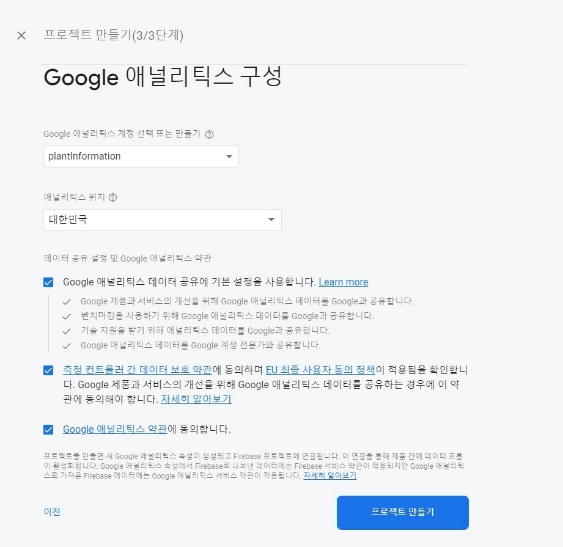 프로젝트 만들기(3/3단계)
Google 애널리틱스 구성
Google 애널리틱스 계정 선택 또는 만들기
plantInformation
애널리틱스 위치
대한민국
데이터 공유 설정 및 Google 애널리틱스 약관
Google 애널리틱스 데이터 공유에 기본 설정을 사용합니다. Learn more
Google 제품과 서비스의 개선을 위해 Google 애널리틱스 데이터를 Google과 공유합니다.
벤치마킹을 사용하기 위해 Google 애널리틱스 데이터를 Google과 공유합니다.
기술 지원을 받기 위해 애널리틱스 데이터를 Google과 공유합니다.
Google 애널리틱스 데이터를 Google 계정 전문가와 공유합니다.
측정 컨트롤러 간 데이터 보호 약관에 동의하며 EU 최종 사용자 동의 정책이 적용됨을 확인합니
다. Google 제품과 서비스의 개선을 위해 Google 애널리틱스 데이터를 공유하는 경우에 이 약
관에 동의해야 합니다. 자세히 알아보기
Google 애널리틱스 약관에 동의합니다.
프로젝트를 만들면 새 Google 애널리틱스 속성이 생성되고 Firebase 프로젝트에 연결됩니다. 이 연결을 통해 제품 간에 데이터 흐름
이 활성화됩니다. Google 애널리틱스 속성에서 Firebase로 내보낸 데이터에는 Firebase 서비스 약관이 적용되지만 Google 애널리틱
스로 가져온 Firebase 데이터에는 Google 애널리틱스 서비스 약관이 적용됩니다. 자세히 알아보기
이전
프로젝트 만들기